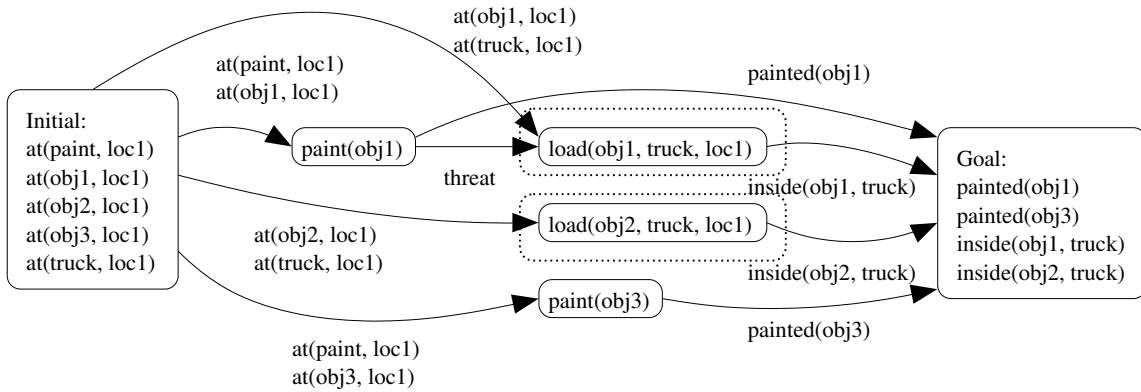 at(obj1, loc1)
at(truck, loc1)
at(paint, loc1)
at(obj1, loc1)
painted(obj1)
Initial:
at(paint, loc1)
at(obj1, loc1)
at(obj2, loc1)
at(obj3, loc1)
at(truck, loc1)
paint(obj1)
threat
load(obj1, truck, loc1)
inside(obj1, truck)
load(obj2, truck, loc1)
at(obj2, loc1)
at(truck, loc1)
inside(obj2, truck)
paint(obj3)
painted(obj3)
at(paint, loc1)
at(obj3, loc1)
Goal:
painted(obj1)
painted(obj3)
inside(obj1, truck)
inside(obj2, truck)